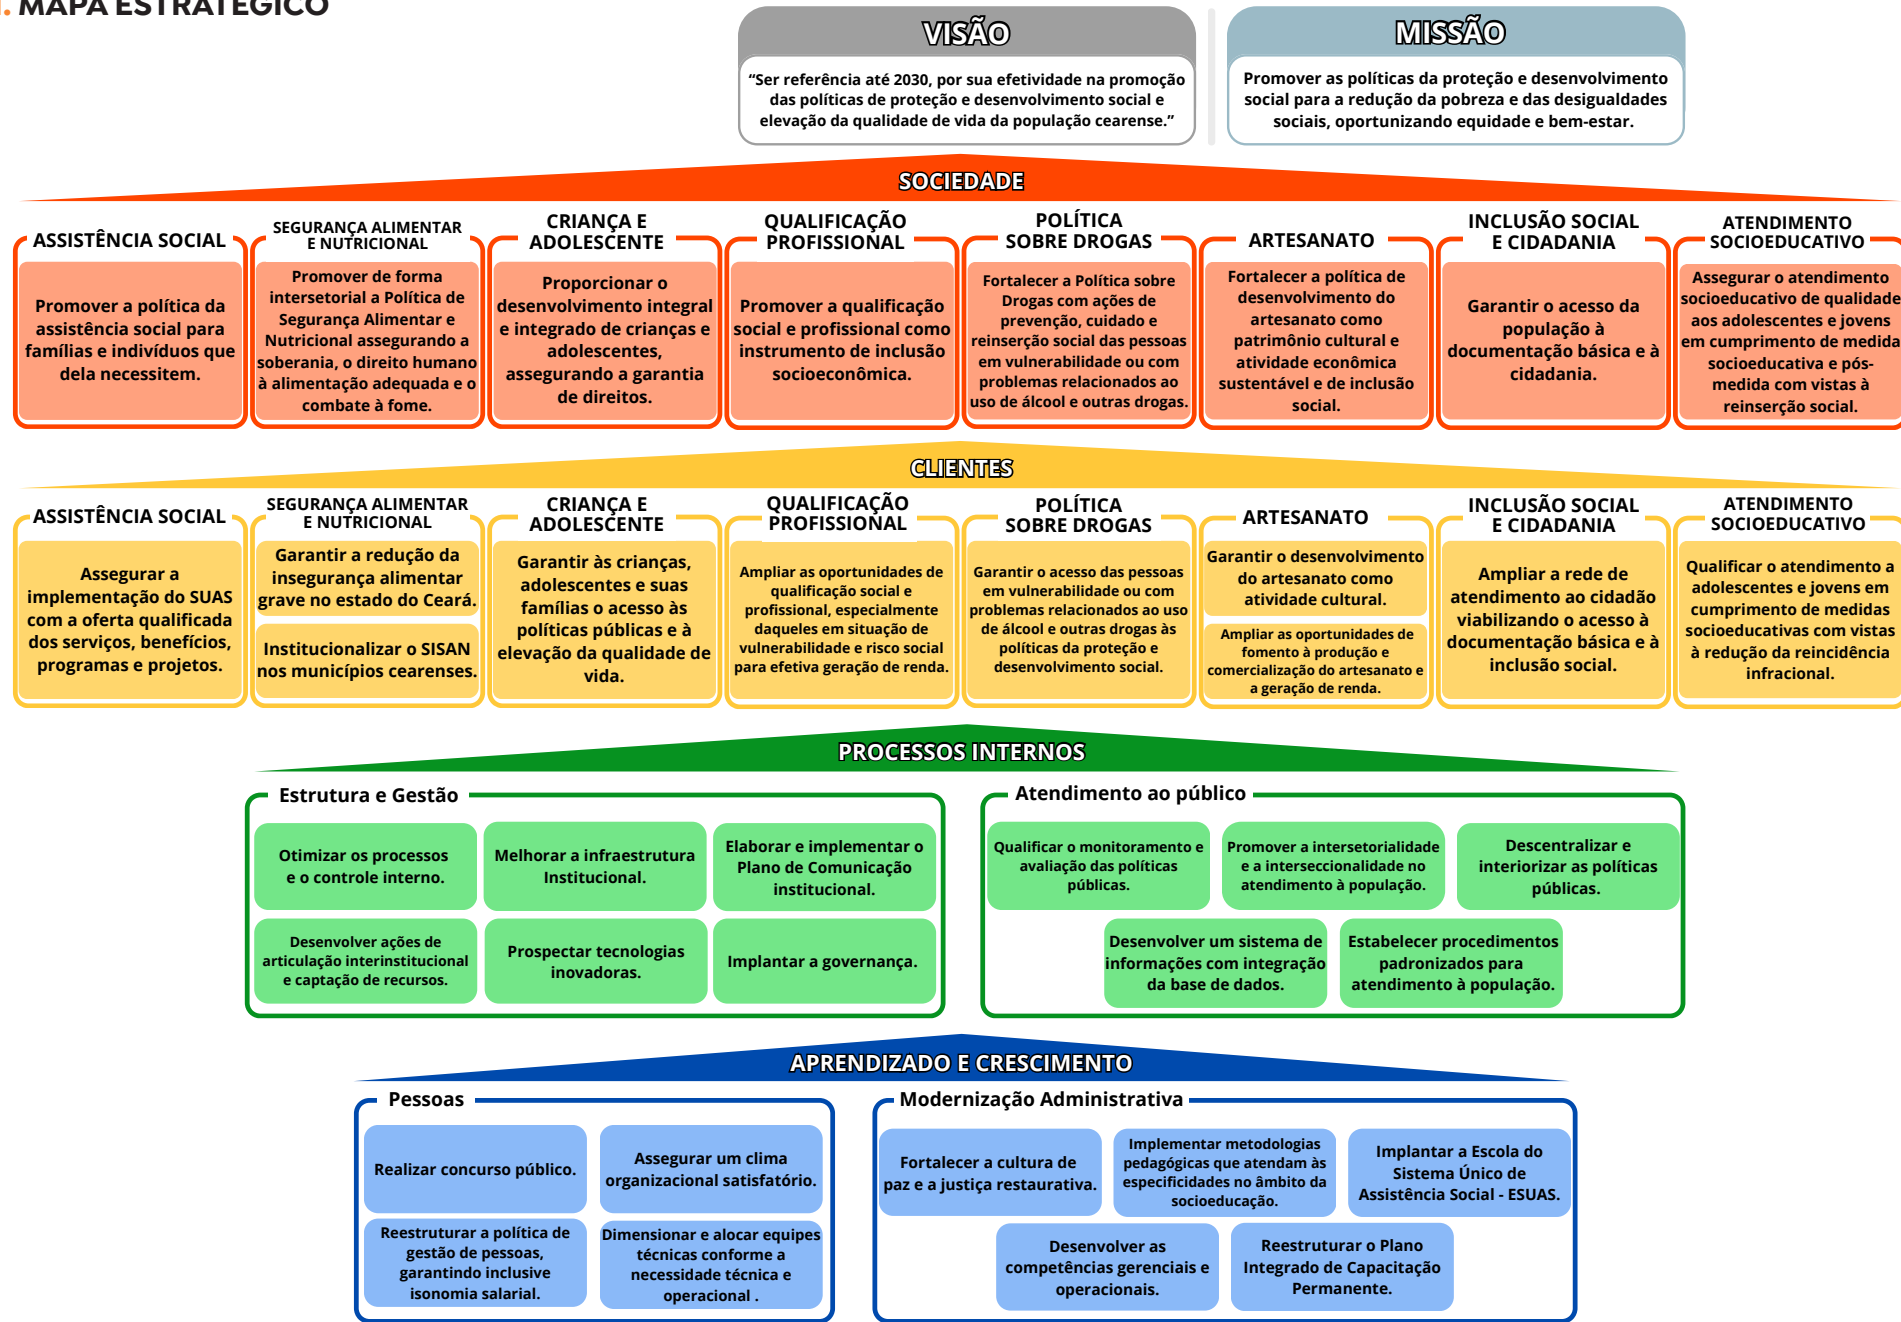 . MAPA ESTRATÉGICO
VISÃO
“Ser referência até 2030, por sua efetividade na promoção
das políticas de proteção e desenvolvimento social e
elevação da qualidade de vida da população cearense.”
MISSÃO
Promover as políticas da proteção e desenvolvimento
social para a redução da pobreza e das desigualdades
sociais, oportunizando equidade e bem-estar.
SOCIEDADE
ASSISTÊNCIA SOCIAL
Promover a política da
assistência social para
famílias e indivíduos que
dela necessitem.
SEGURANÇA ALIMENTAR
E NUTRICIONAL
Promover de forma
intersetorial a Política de
Segurança Alimentar e
Nutricional assegurando a
soberania, o direito humano
à alimentação adequada e o
combate à fome.
CRIANÇA E
ADOLESCENTE
Proporcionar o
desenvolvimento integral
e integrado de crianças e
adolescentes,
assegurando a garantia
de direitos.
QUALIFICAÇÃO
PROFISSIONAL
Promover a qualificação
social e profissional como
instrumento de inclusão
socioeconômica.
POLÍTICA
SOBRE DROGAS
Fortalecer a Política sobre
Drogas com ações de
prevenção, cuidado e
reinserção social das pessoas
em vulnerabilidade ou com
problemas relacionados ao
uso de álcool e outras drogas.
ARTESANATO
Fortalecer a política de
desenvolvimento do
artesanato como
patrimônio cultural e
atividade econômica
sustentável e de inclusão
social.
INCLUSÃO SOCIAL
E CIDADANIA
Garantir o acesso da
população à
documentação básica e à
cidadania.
ATENDIMENTO
SOCIOEDUCATIVO
Assegurar o atendimento
socioeducativo de qualidade
aos adolescentes e jovens
em cumprimento de medida
socioeducativa e pós-
medida com vistas à
reinserção social.
CLIENTES
ASSISTÊNCIA SOCIAL
Assegurar a
implementação do SUAS
com a oferta qualificada
dos serviços, benefícios,
programas e projetos.
SEGURANÇA ALIMENTAR
E NUTRICIONAL
Garantir a redução da
insegurança alimentar
grave no estado do Ceará.
Institucionalizar o SISAN
nos municípios cearenses.
CRIANÇA E
ADOLESCENTE
Garantir às crianças,
adolescentes e suas
famílias o acesso às
políticas públicas e à
elevação da qualidade de
vida.
QUALIFICAÇÃO
PROFISSIONAL
Ampliar as oportunidades de
qualificação social e
profissional, especialmente
daqueles em situação de
vulnerabilidade e risco social
para efetiva geração de renda.
POLÍTICA
SOBRE DROGAS
Garantir o acesso das pessoas
em vulnerabilidade ou com
problemas relacionados ao uso
de álcool e outras drogas às
políticas da proteção e
desenvolvimento social.
ARTESANATO
Garantir o desenvolvimento
do artesanato como
atividade cultural.
Ampliar as oportunidades de
fomento à produção e
comercialização do artesanato e
a geração de renda.
INCLUSÃO SOCIAL
E CIDADANIA
Ampliar a rede de
atendimento ao cidadão
viabilizando o acesso à
documentação básica e à
inclusão social.
ATENDIMENTO
SOCIOEDUCATIVO
Qualificar o atendimento a
adolescentes e jovens em
cumprimento de medidas
socioeducativas com vistas
à redução da reincidência
infracional.
PROCESSOS INTERNOS
Estrutura e Gestão
Otimizar os processos
e o controle interno.
Melhorar a infraestrutura
Institucional.
Elaborar e implementar o
Plano de Comunicação
institucional.
Desenvolver ações de
articulação interinstitucional
e captação de recursos.
Prospectar tecnologias
inovadoras.
Implantar a governança.
Atendimento ao público
Qualificar o monitoramento e
avaliação das políticas
públicas.
Promover a intersetorialidade
e a interseccionalidade no
atendimento à população.
Descentralizar e
interiorizar as políticas
públicas.
Desenvolver um sistema de
informações com integração
da base de dados.
Estabelecer procedimentos
padronizados para
atendimento à população.
APRENDIZADO E CRESCIMENTO
Pessoas
Realizar concurso público.
Assegurar um clima
organizacional satisfatório.
Reestruturar a política de
gestão de pessoas,
garantindo inclusive
isonomia salarial.
Dimensionar e alocar equipes
técnicas conforme a
necessidade técnica e
operacional .
Modernização Administrativa
Fortalecer a cultura de
paz e a justiça restaurativa.
Implementar metodologias
pedagógicas que atendam às
especificidades no âmbito da
socioeducação.
Implantar a Escola do
Sistema Único de
Assistência Social - ESUAS.
Desenvolver as
competências gerenciais e
operacionais.
Reestruturar o Plano
Integrado de Capacitação
Permanente.